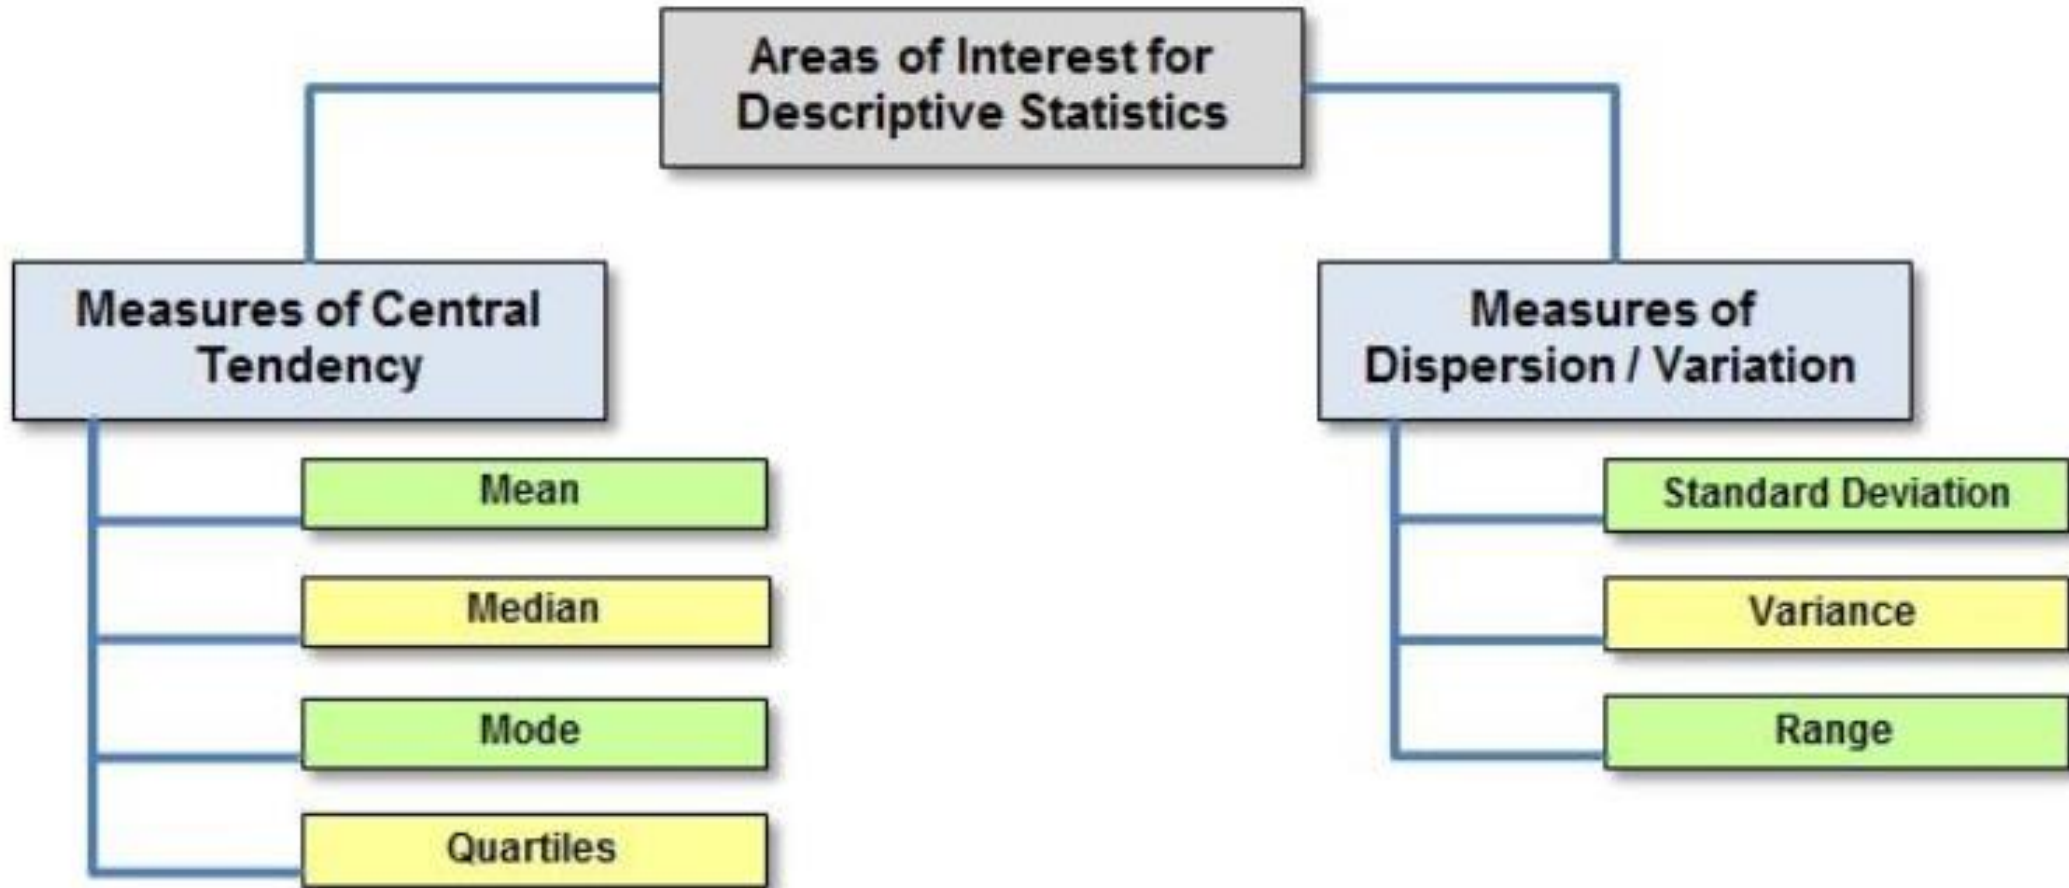 Areas of Interest for
Descriptive Statistics
Measures of Central
Tendency
Mean
Median
Mode
Quartiles
Measures of
Dispersion / Variation
Standard Deviation
Variance
Range